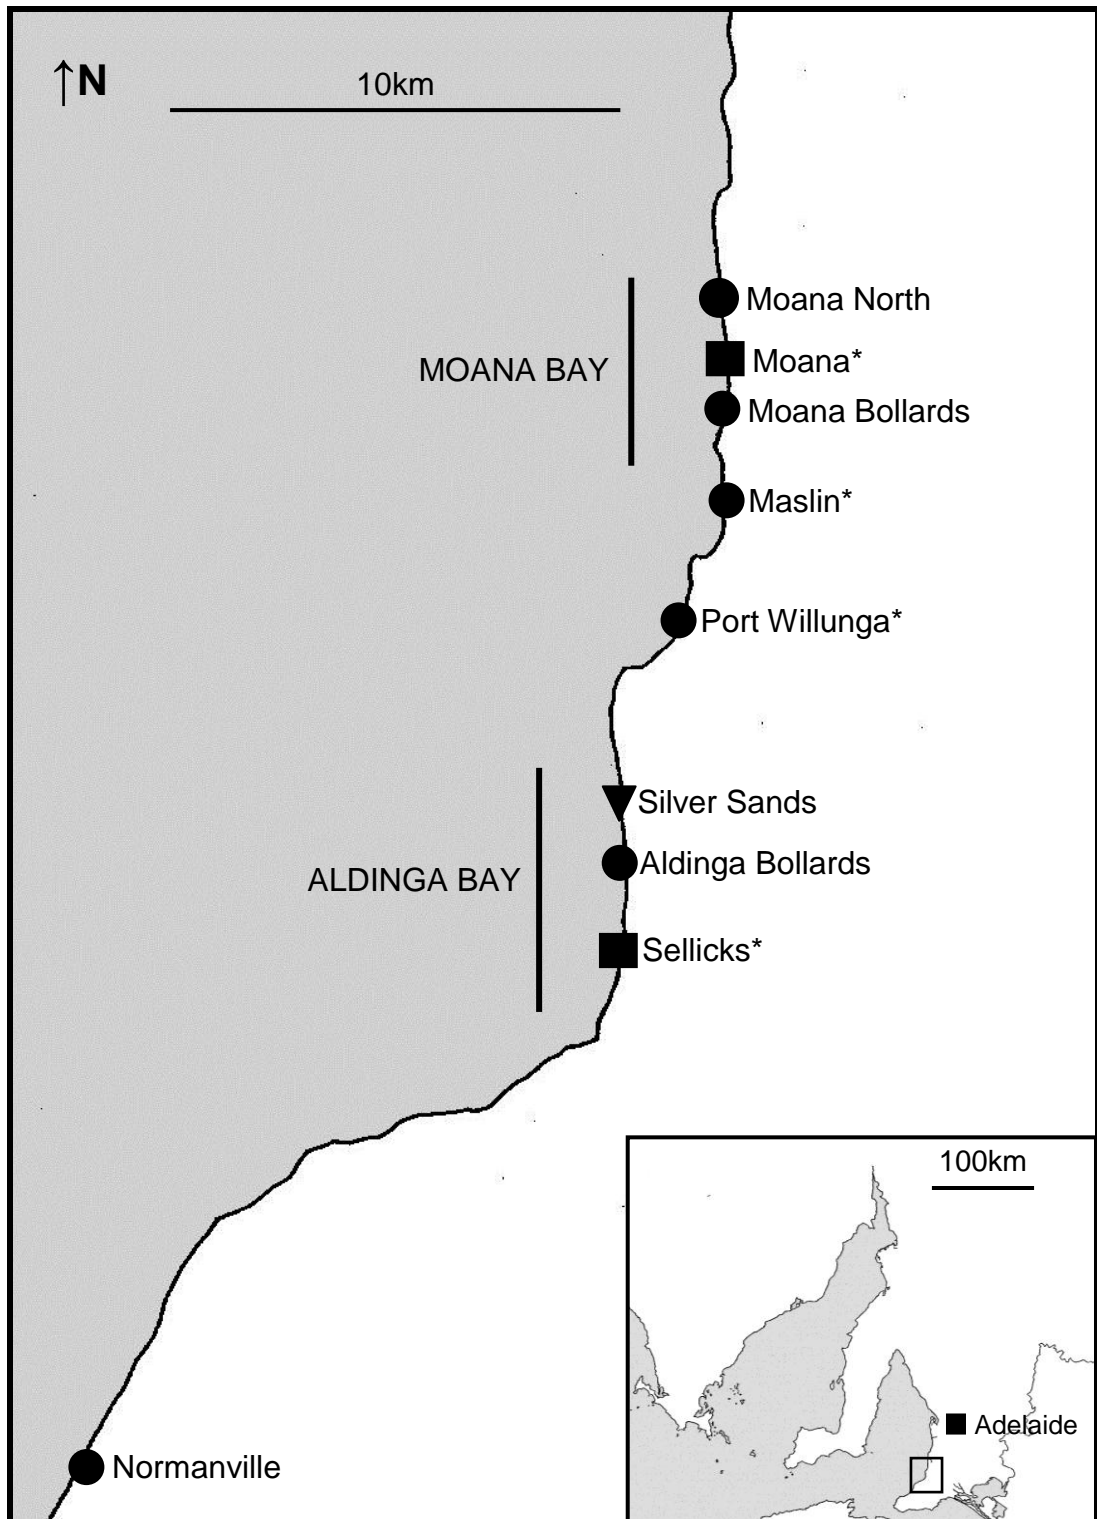 ↑N
10km
Moana North
MOANA BAY
Moana*
Moana Bollards
Maslin*
Port Willunga*
Silver Sands
Aldinga Bollards
ALDINGA BAY
Sellicks*
100km
Adelaide
Normanville